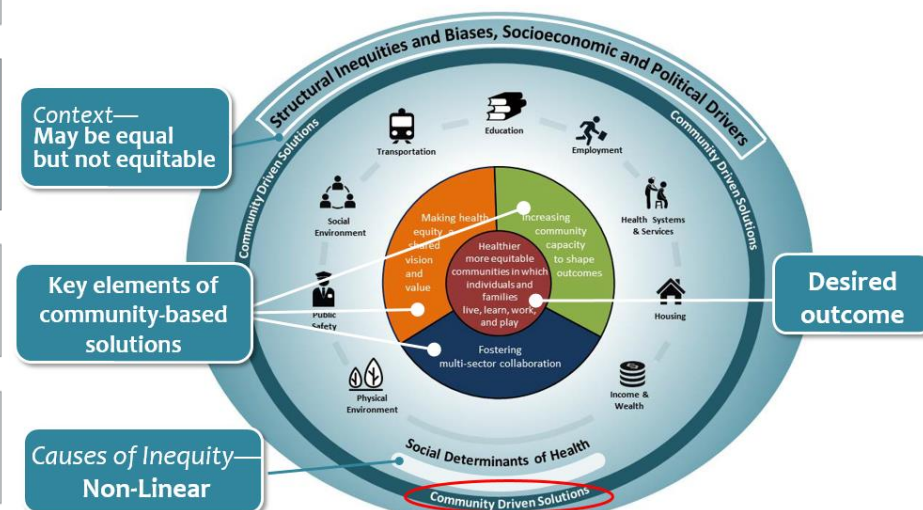 Structural Inequities and Biases, Socioeconomic and Political Drivers
Context—
May be equal
but not equitable
Community Driven Solutions
Community Driven Solutions
Education
Transportation
Employment
Social
Environment
Health Systems
& Services
Making health
equity a
shared
vision
and
value
Increasing
community
capacity
to shape
outcomes
Healthier
more equitable
communities in which
individuals and
families
live, learn, work,
and play
Key elements of
community-based
solutions
Desired
outcome
Public
Safety
Housing
Fostering
multi-sector collaboration
Physical
Environment
Income &
Wealth
Social Determinants of Health
Causes of Inequity—
Non-Linear
Community Driven Solutions